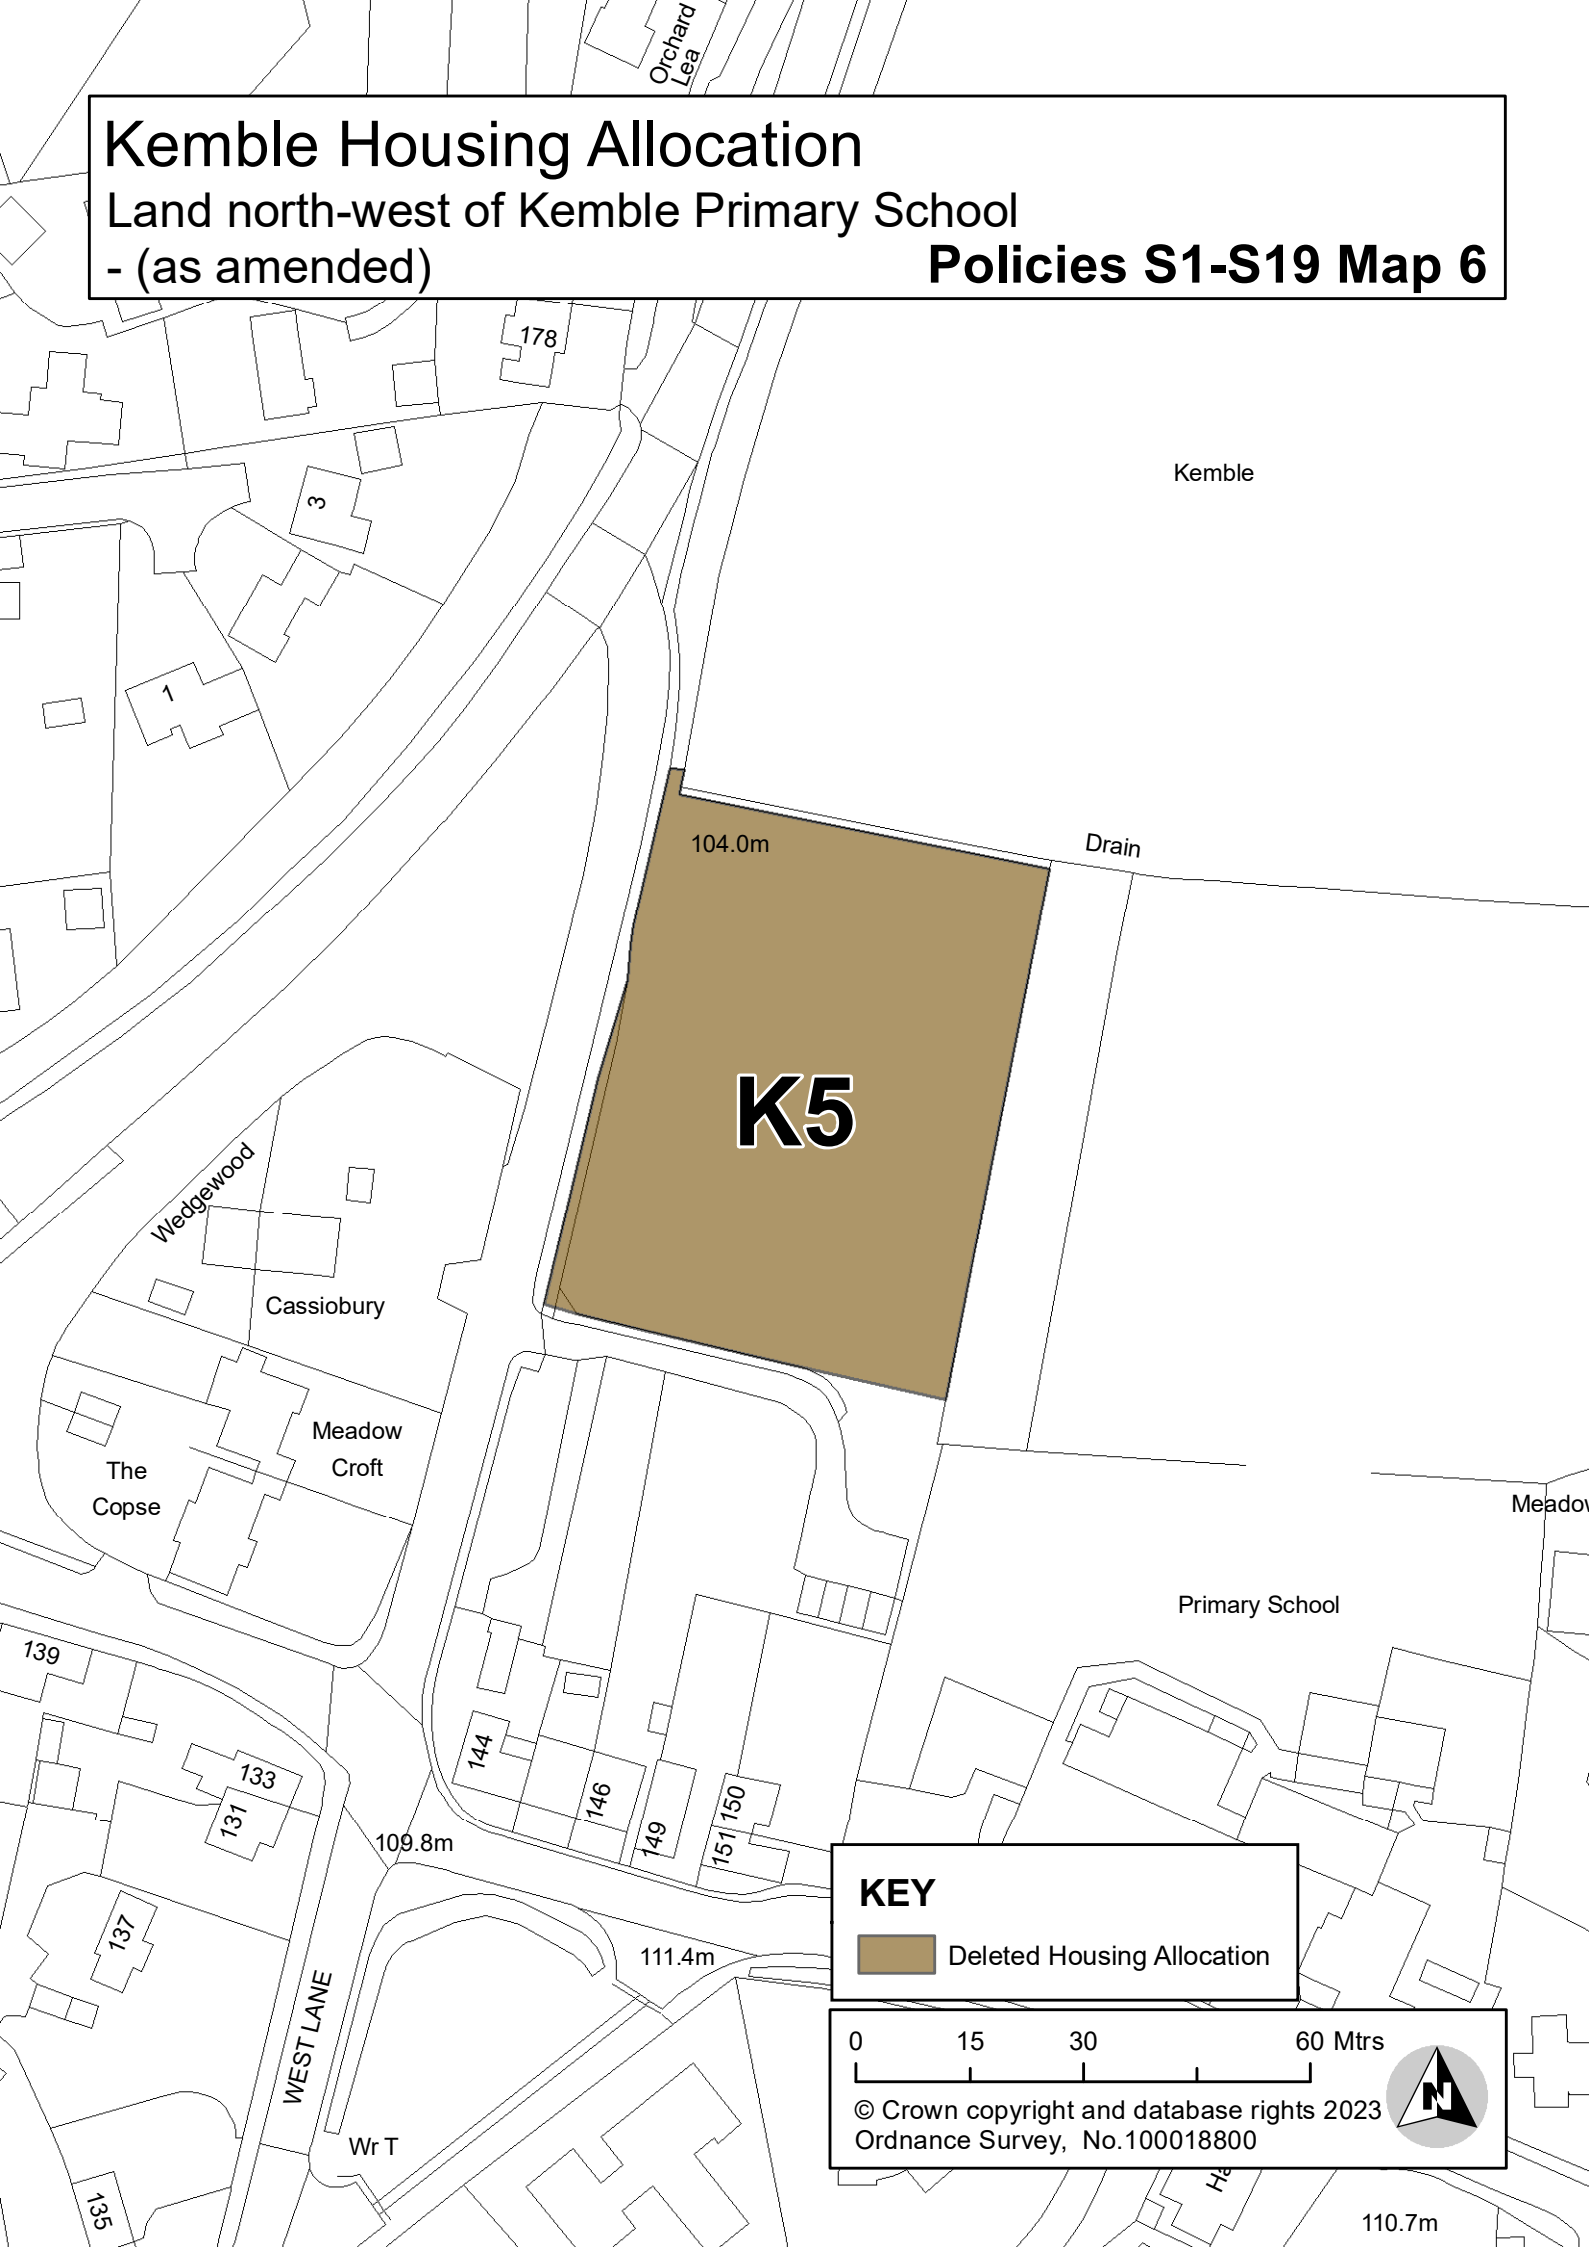 Orchard
Lea
Kemble Housing Allocation
Land north-west of Kemble Primary School
- (as amended)
Policies S1-S19 Map 6
178
Kemble
3
1
104.0m
Drain
K5
Wedgewood
Cassiobury
Meadow
Croft
The
Copse
Meadow
Primary School
139
133
131
144
146
149
150
151
109.8m
137
111.4m
KEY
Deleted Housing Allocation
WEST LANE
0 15 30 60 Mtrs
N
© Crown copyright and database rights 2023
Ordnance Survey, No.100018800
Wr T
135
110.7m